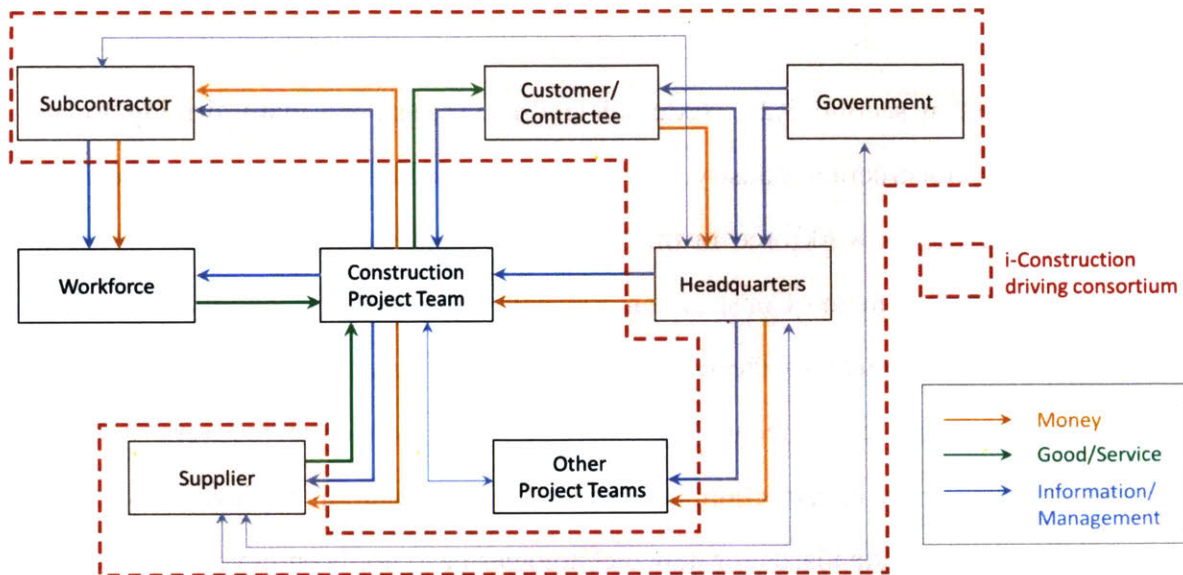 Subcontractor
Customer/
Contractee
Government
Workforce
Construction
Project Team
Headquarters
i-Construction
driving consortium
Supplier
Other
Project Teams
Money
Good/Service
Information/
Management